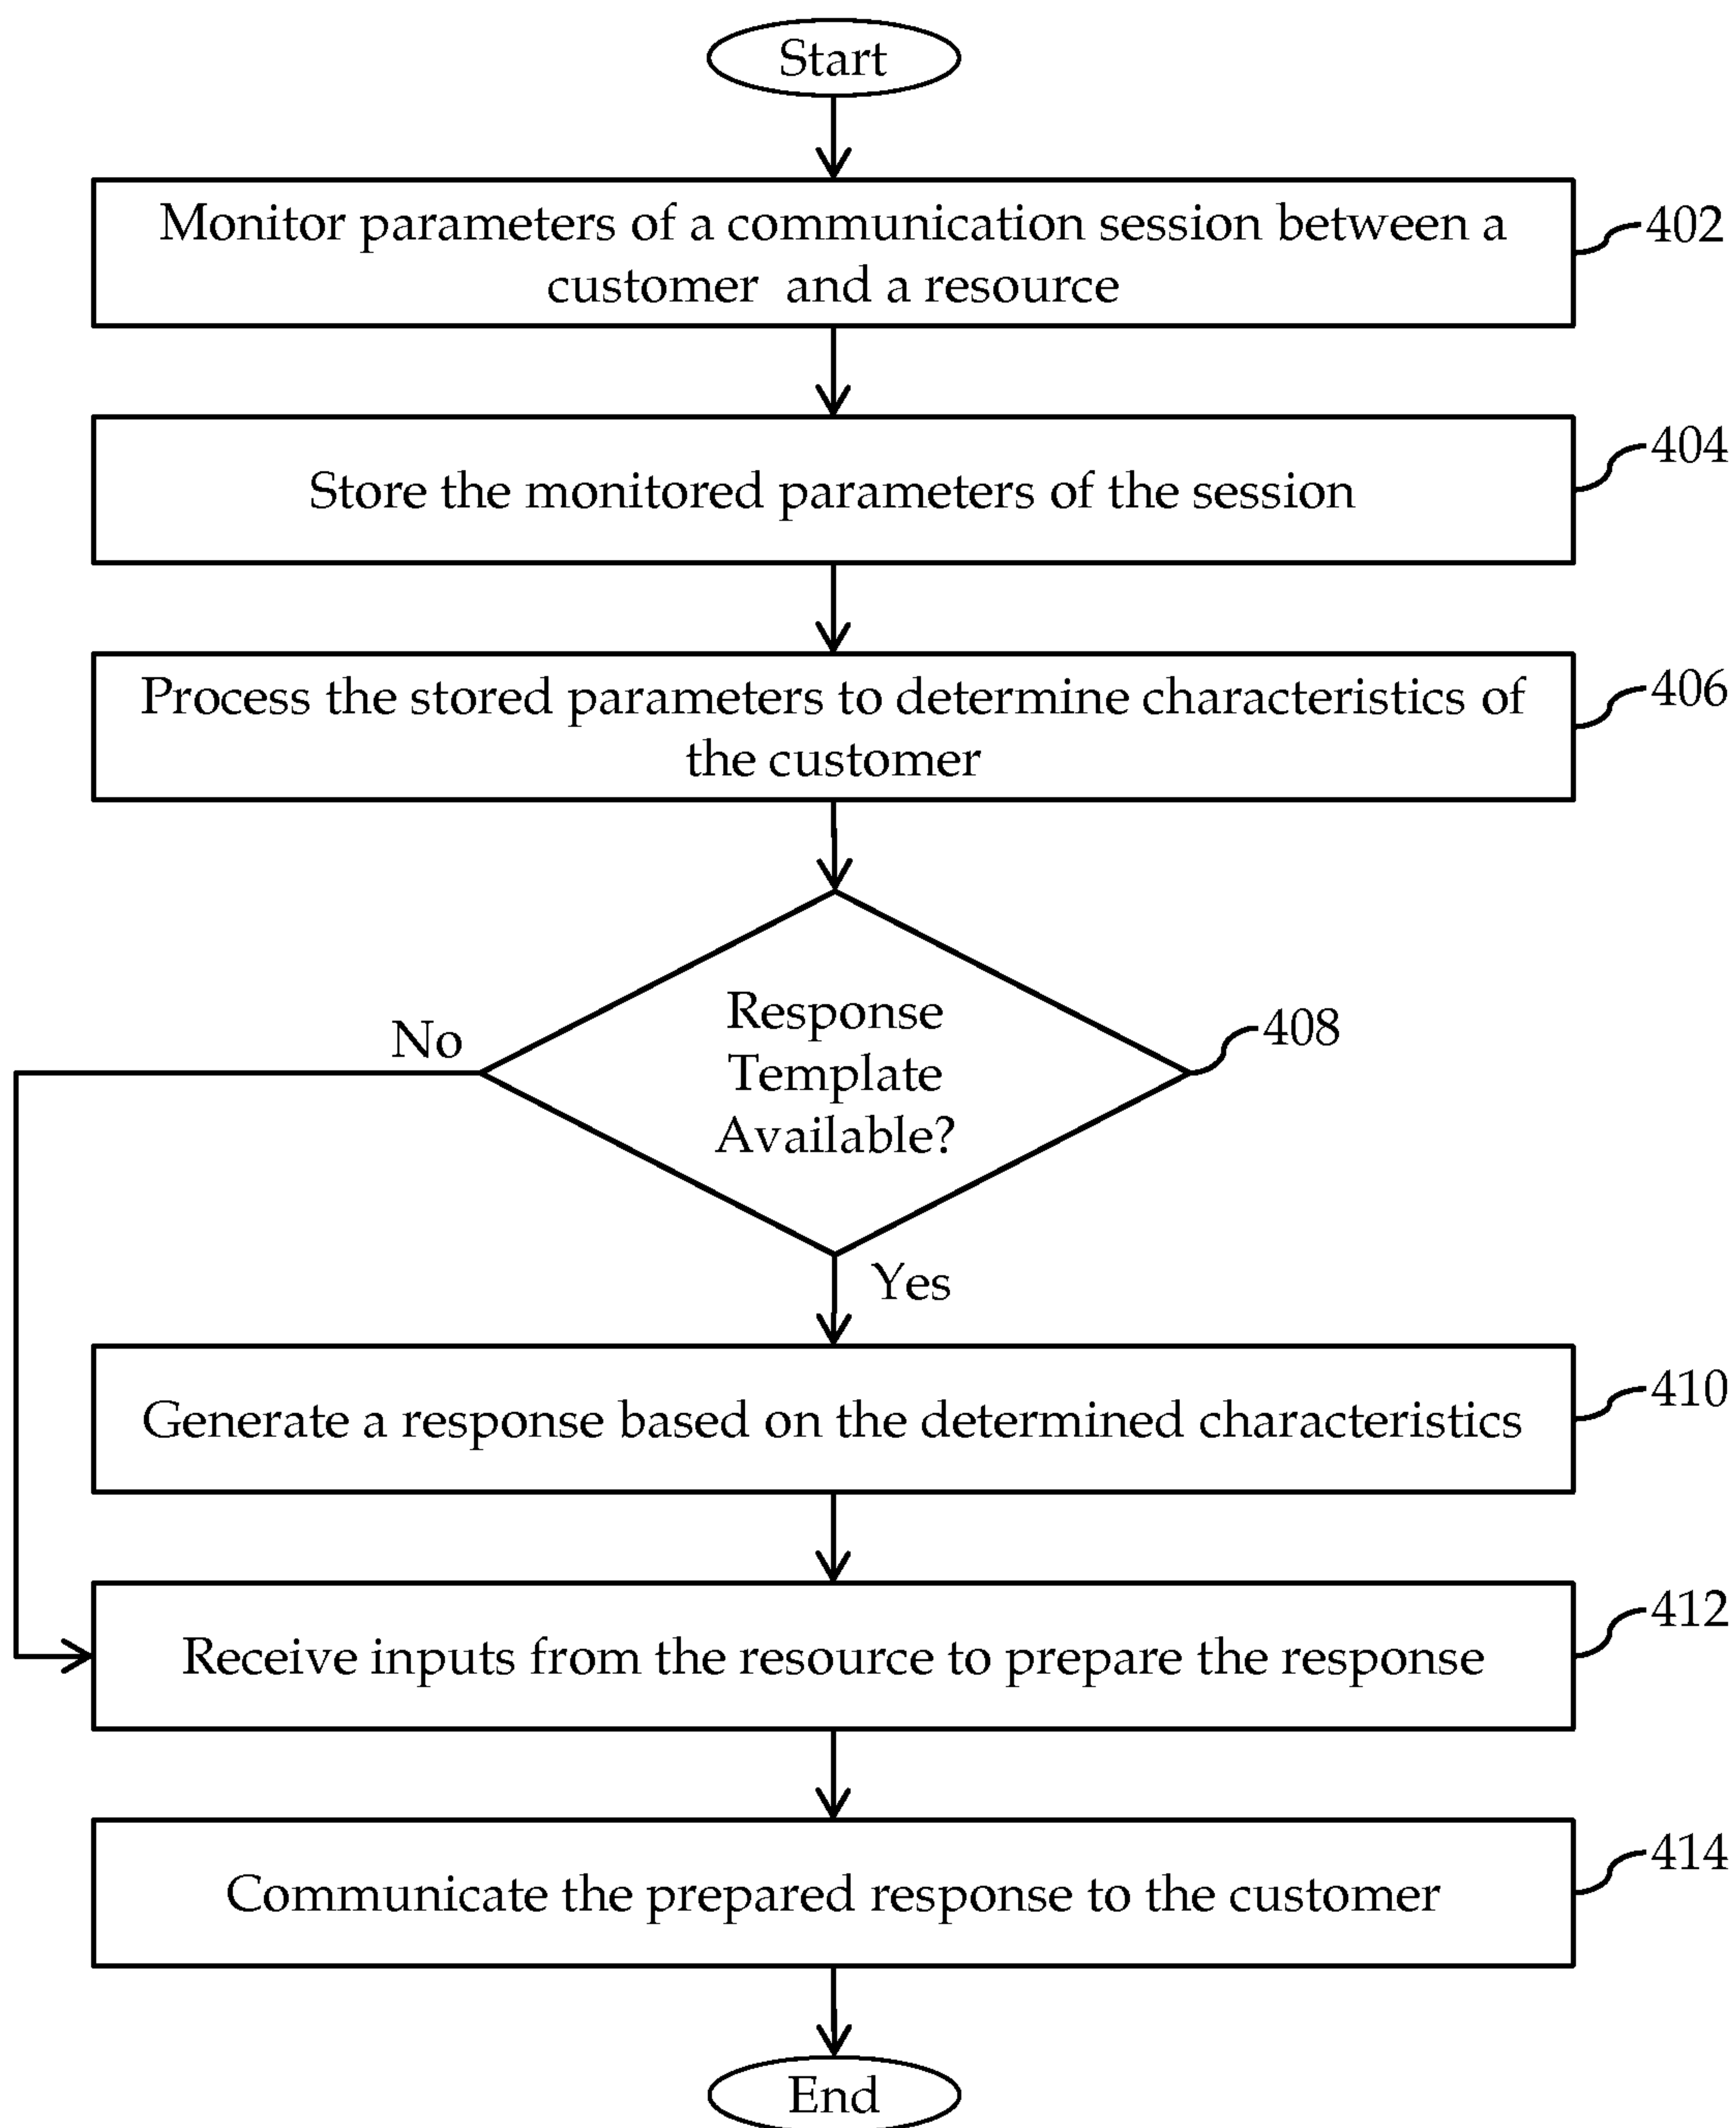 Start
Monitor parameters of a communication session between a
customer and a resource
402
Store the monitored parameters of the session
404
Process the stored parameters to determine characteristics of
the customer
406
Response
Template
Available?
408
No
Yes
Generate a response based on the determined characteristics
410
Receive inputs from the resource to prepare the response
412
Communicate the prepared response to the customer
414
End